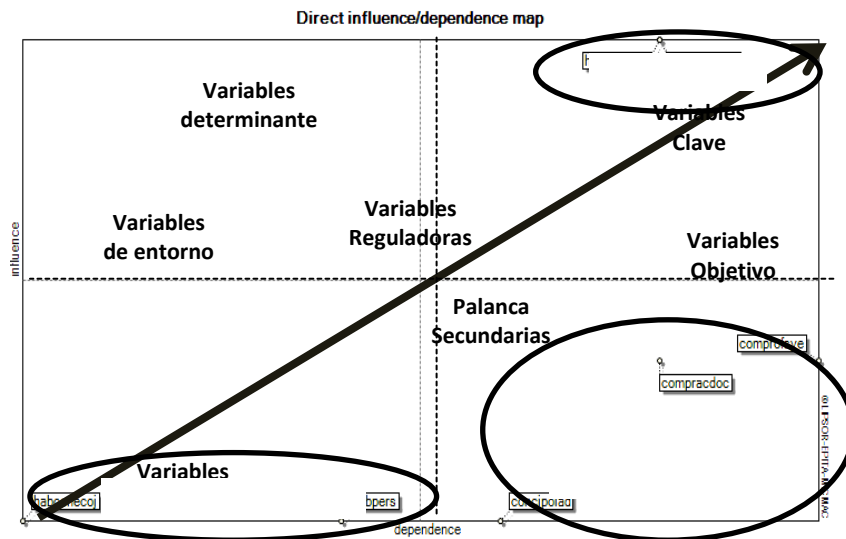 Direct influence/dependence map
Variables
determinante
Variables
Clave
Variables
de entorno
Variables
Reguladoras
Variables
Objetivo
influence
Palanca
Secundarias
compracdoc
Variables
dependence